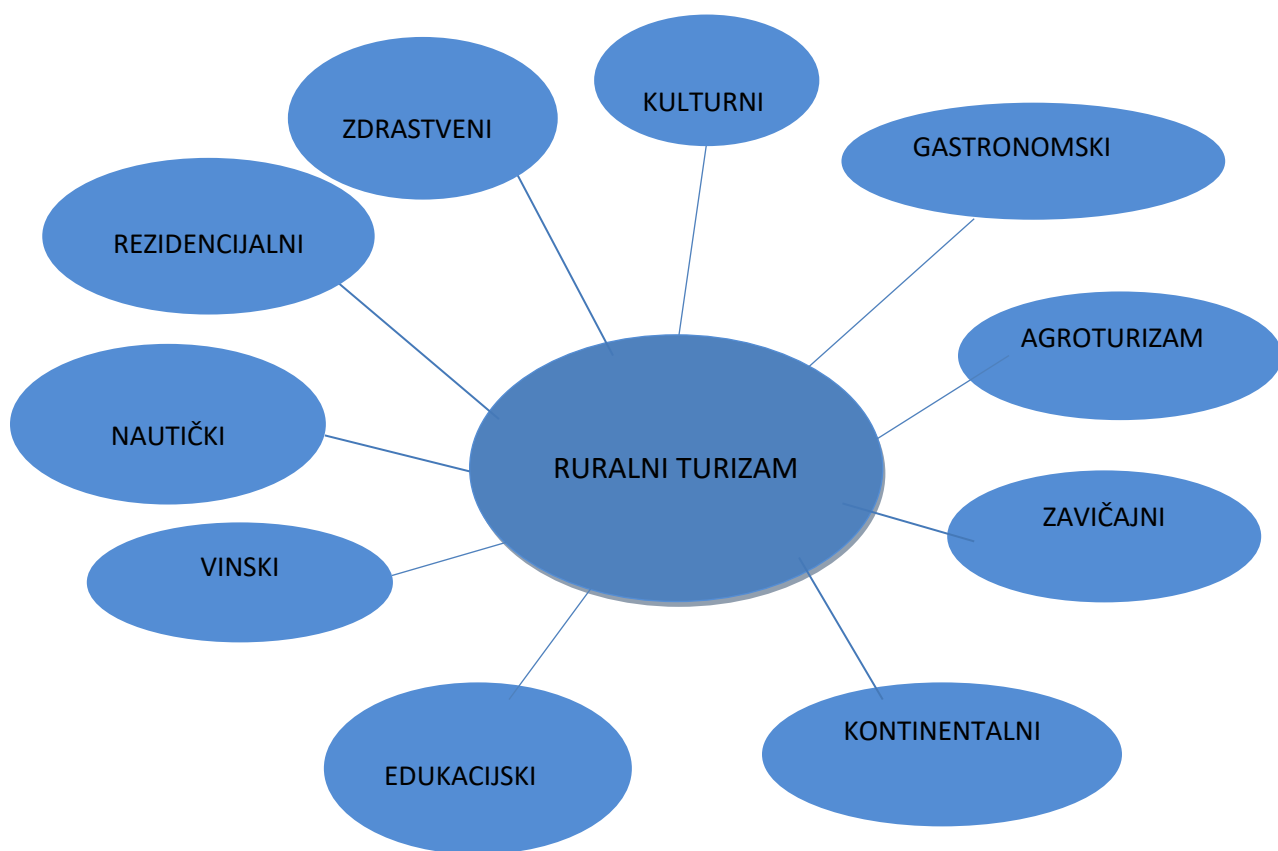 KULTURNI
ZDRASTVENI
GASTRONOMSKI
REZIDENCIJALNI
AGROTURIZAM
NAUTIČKI
RURALNI TURIZAM
ZAVIČAJNI
VINSKI
KONTINENTALNI
EDUKACIJSKI